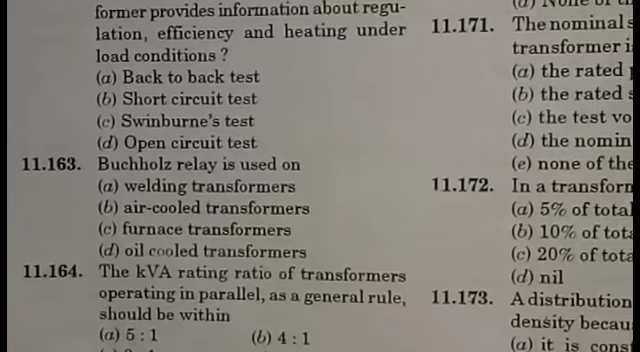 former provides information about regu-
lation, efficiency and heating under
load conditions ?
(a) Back to back test
(b) Short circuit test
(c) Swinburne's test
(d) Open circuit test
11.163. Buchholz relay is used on
(a) welding transformers
(b) air-cooled transformers
(c) furnace transformers
(d) oil cooled transformers
11.164. The kVA rating ratio of transformers
operating in parallel, as a general rule,
should be within
(a) 5 : 1 (b) 4 : 1
11.171. The nominal
transformer
(a) the rated
(b) the rated
(c) the test vo
(d) the nomin
(e) none of the
11.172. In a transform
(a) 5% of total
(b) 10% of tota
(c) 20% of tota
(d) nil
11.173. A distribution
density becau
(a) it is const